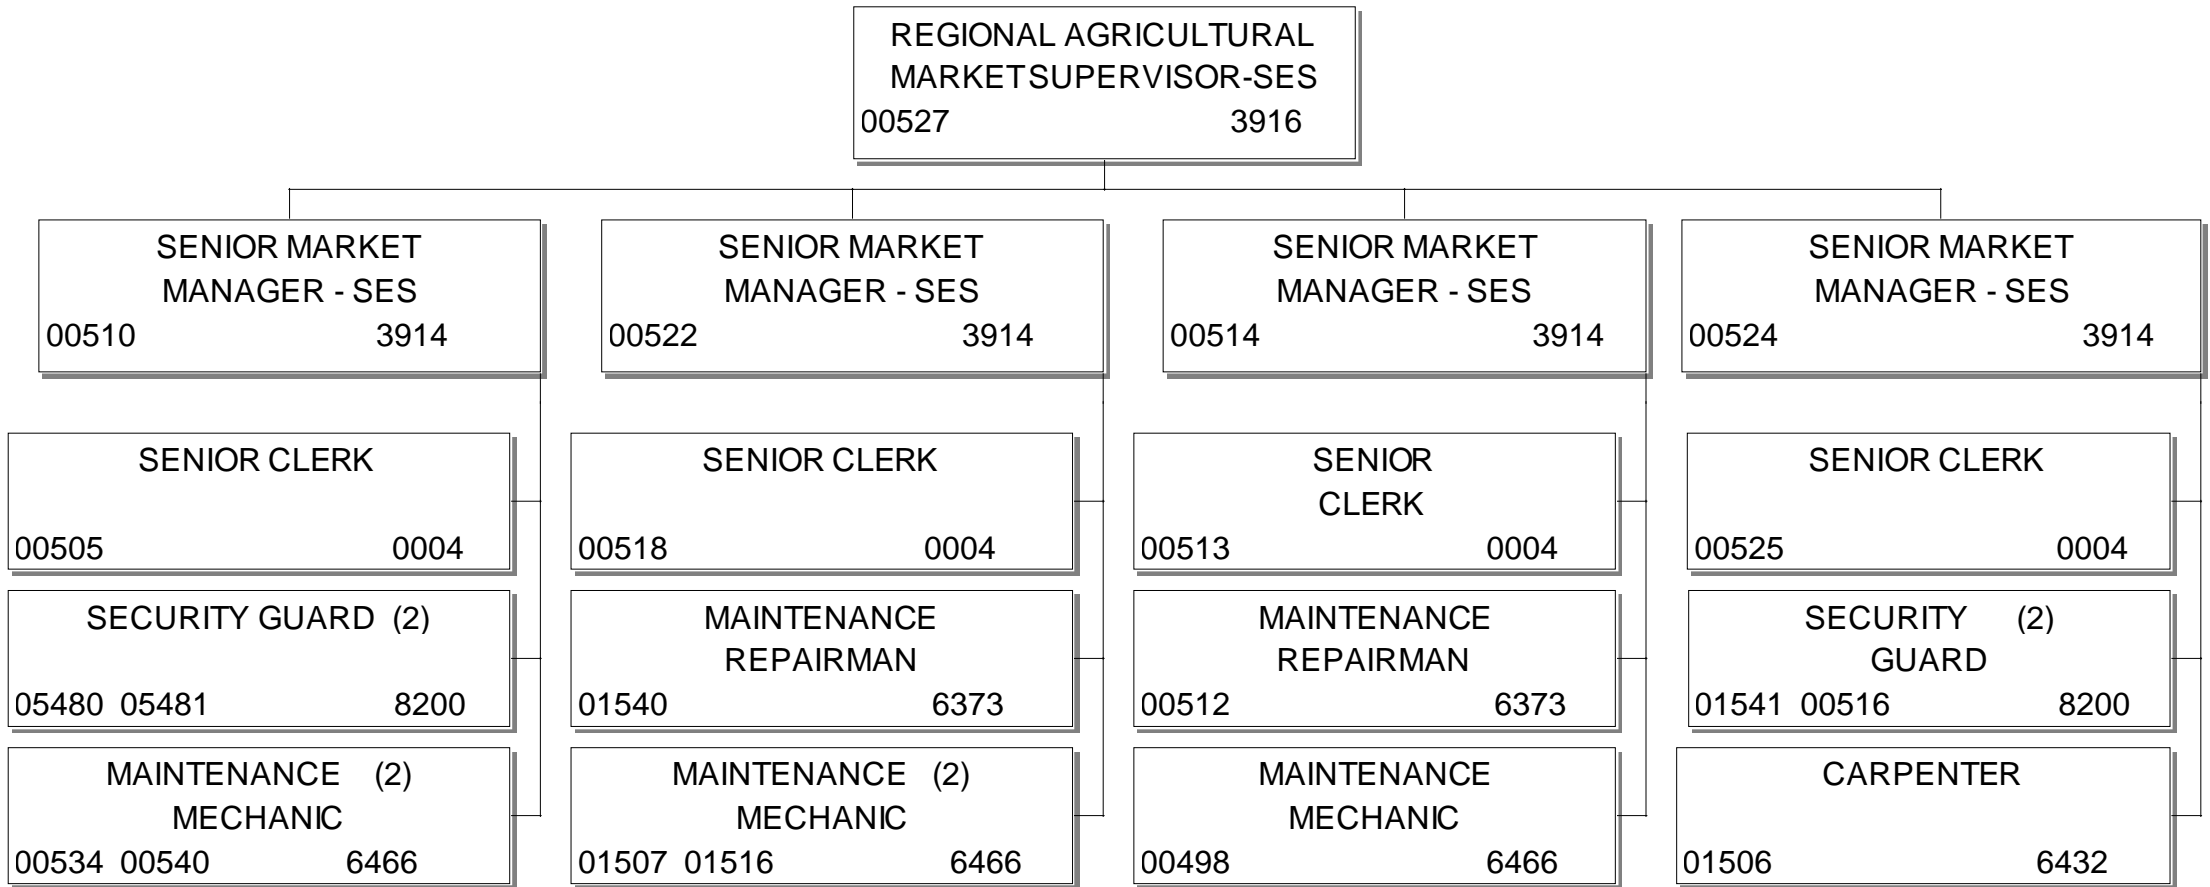 REGIONAL AGRICULTURAL
MARKET SUPERVISOR-SES
00527 3916
SENIOR MARKET
MANAGER - SES
00510 3914
SENIOR MARKET
MANAGER - SES
00522 3914
SENIOR MARKET
MANAGER - SES
00514 3914
SENIOR MARKET
MANAGER - SES
00524 3914
SENIOR CLERK
00505 0004
SENIOR CLERK
00518 0004
SENIOR
CLERK
00513 0004
SENIOR CLERK
00525 0004
SECURITY GUARD (2)
05480 05481 8200
MAINTENANCE
REPAIRMAN
01540 6373
MAINTENANCE
REPAIRMAN
00512 6373
SECURITY (2)
GUARD
01541 00516 8200
MAINTENANCE (2)
MECHANIC
00534 00540 6466
MAINTENANCE (2)
MECHANIC
01507 01516 6466
MAINTENANCE
MECHANIC
00498 6466
CARPENTER
01506 6432